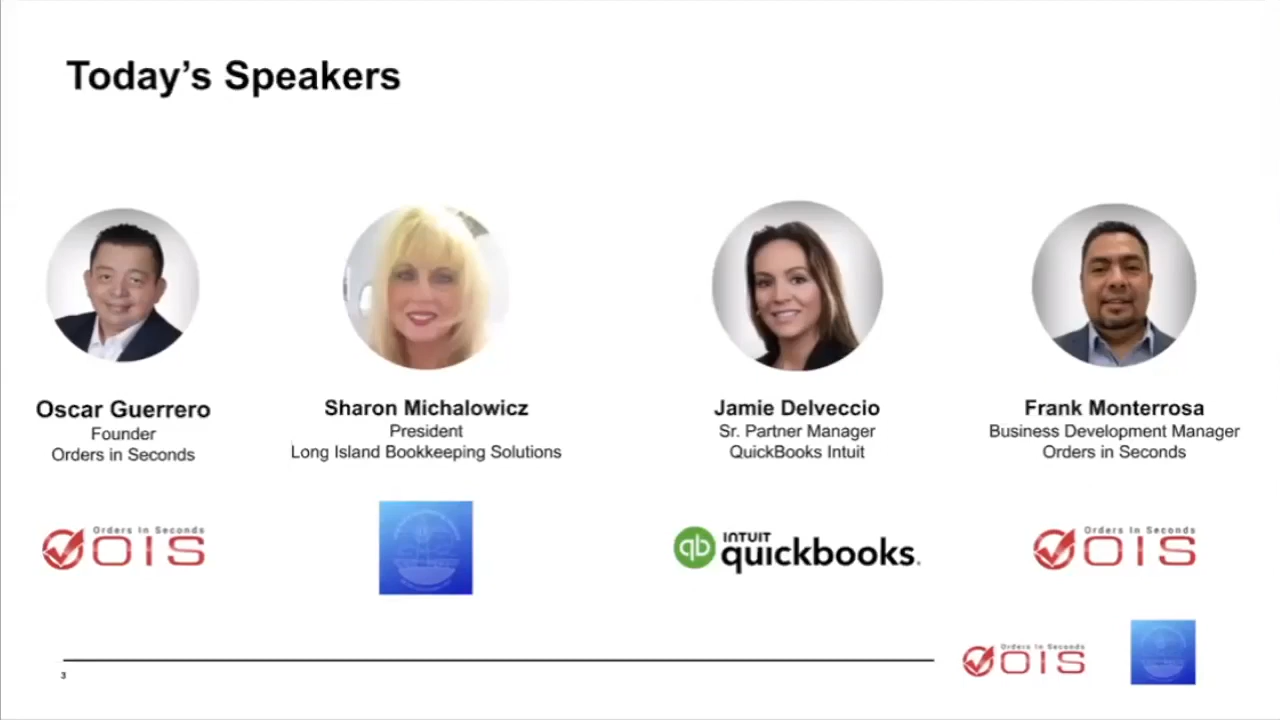 Today's Speakers
Oscar Guerrero
Founder
Orders in Seconds
Sharon Michalowicz
President
Long Island Bookkeeping Solutions
Jamie Delveccio
Sr. Partner Manager
QuickBooks Intuit
Frank Monterrosa
Business Development Manager
Orders in Seconds
Orders In Seconds
OIS
qb
INTUIT
quickbooks.
Orders In Seconds
OIS
Orders In Seconds
OIS
3